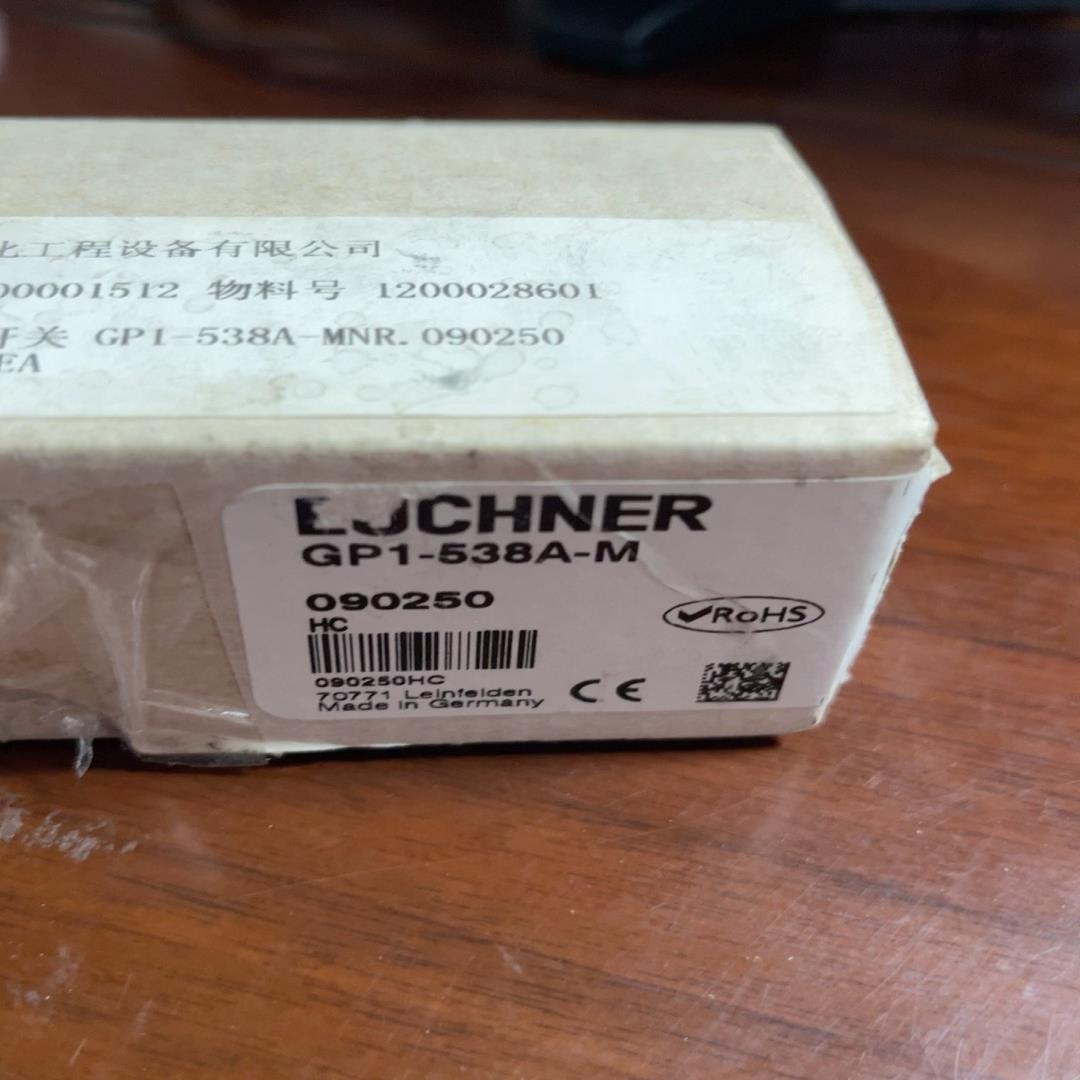 化工程设备有限公司
00001512 物料号 1200028601
开关 GP1-538A-MNR.090250
EA
EUCHNER
GP1-538A-M
090250
HC
RoHS
090250HC
70771 Leinfelden
Made in Germany
CE